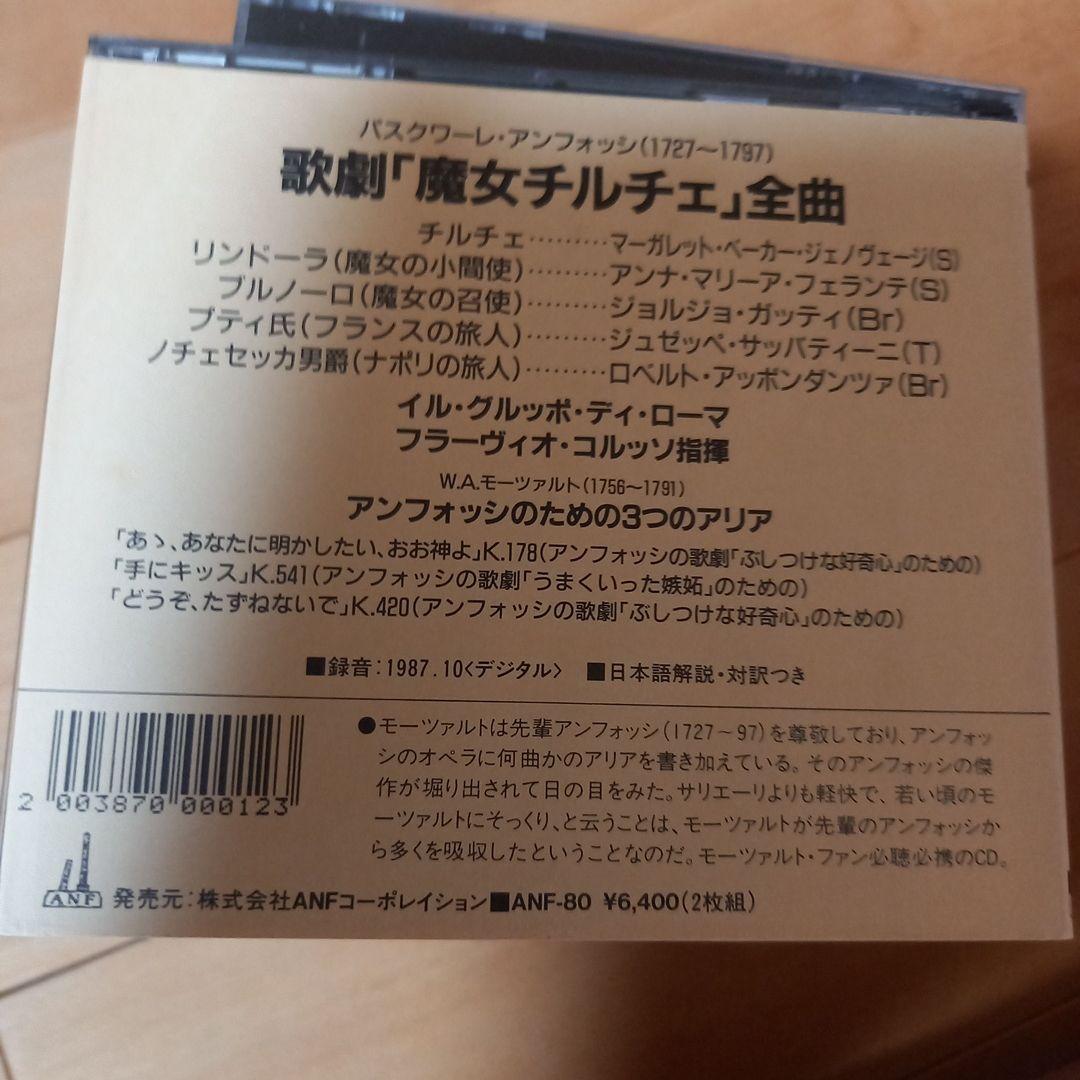 パスクワーレ・アンフォッシ(1727〜1797)
歌劇「魔女チルチェ」全曲
チルチェ………マーガレット・ベーカー・ジェノヴェージ(S)
リンドーラ(魔女の小間使)………アンナ・マリーア・フェランテ(S)
ブルノーロ(魔女の召使)………ジョルジョ・ガッティ(Br)
プティ氏(フランスの旅人)………ジュゼッペ・サッバティーニ(T)
ノチェセッカ男爵(ナポリの旅人)………ロベルト・アッボンダンツァ(Br)
イル・グルッポ・ディ・ローマ
フラーヴィオ・コルッソ指揮
W.A.モーツァルト(1756〜1791)
アンフォッシのための3つのアリア
「あゝ、あなたに明かしたい、おお神よ」K.178(アンフォッシの歌劇「ぶしつけな好奇心」のための)
「手にキッス」K.541(アンフォッシの歌劇「うまくいった嫉妬」のための)
「どうぞ、たずねないで」K.420(アンフォッシの歌劇「ぶしつけな好奇心」のための)
■録音：1987.10〈デジタル〉 ■日本語解説・対訳つき
●モーツァルトは先輩アンフォッシ(1727〜97)を尊敬しており、アンフォッ
シのオペラに何曲かのアリアを書き加えている。そのアンフォッシの傑
作が堀り出されて日の目をみた。サリエーリよりも軽快で、若い頃のモ
ーツァルトにそっくり、と云うことは、モーツァルトが先輩のアンフォッシか
ら多くを吸収したということなのだ。モーツァルト・ファン必聴必携のCD。
2 003870 000123
ANF 発売元：株式会社ANFコーポレイション■ANF-80 ¥6,400(2枚組)